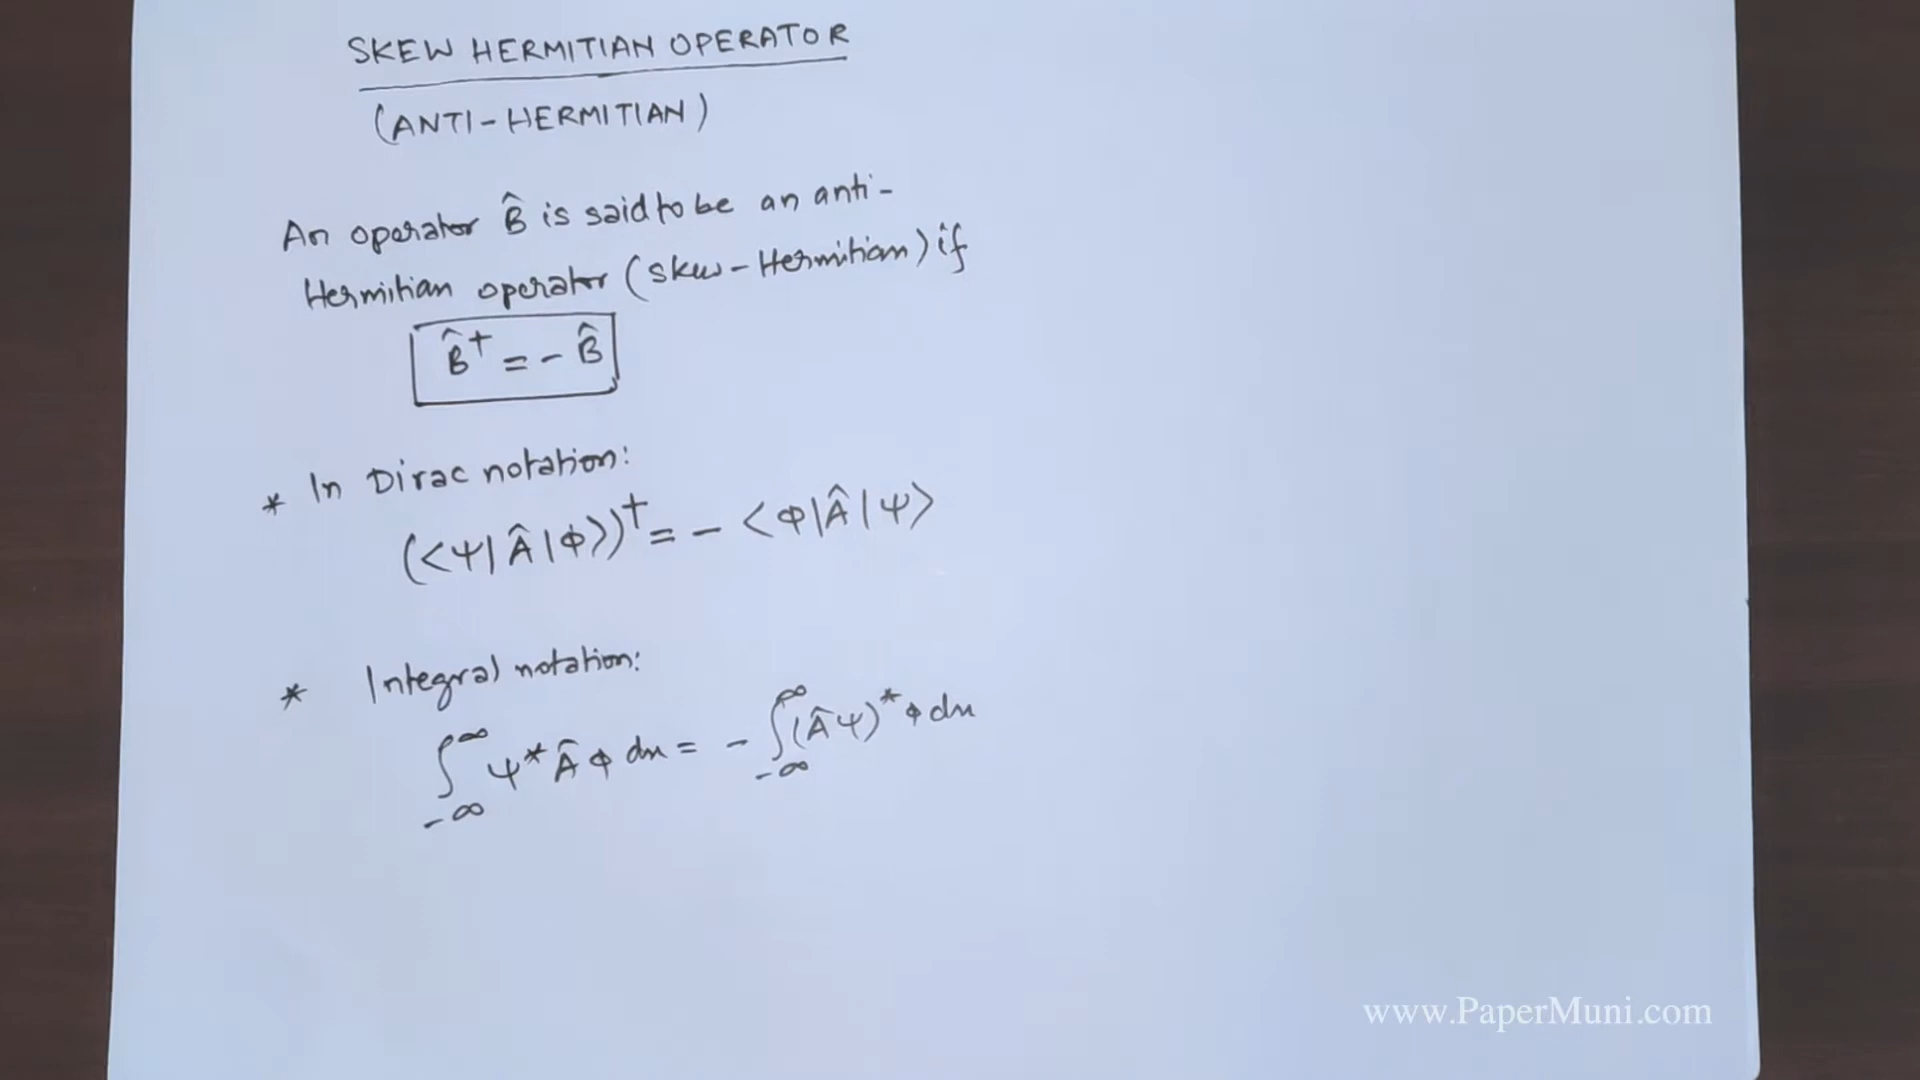 SKEW HERMITIAN OPERATOR
(ANTI-HERMITIAN)
An operator B̂ is said to be an anti-
Hermitian operator (skew-Hermitian) if
B̂† = - B̂
* In Dirac notation:
(<ψ|Â|ϕ>)† = - <ϕ|Â|ψ>
* Integral notation:
∫_{-∞}^{∞} ψ* Â ϕ dx = - ∫_{-∞}^{∞} (Âψ)* ϕ dx
www.PaperMuni.com